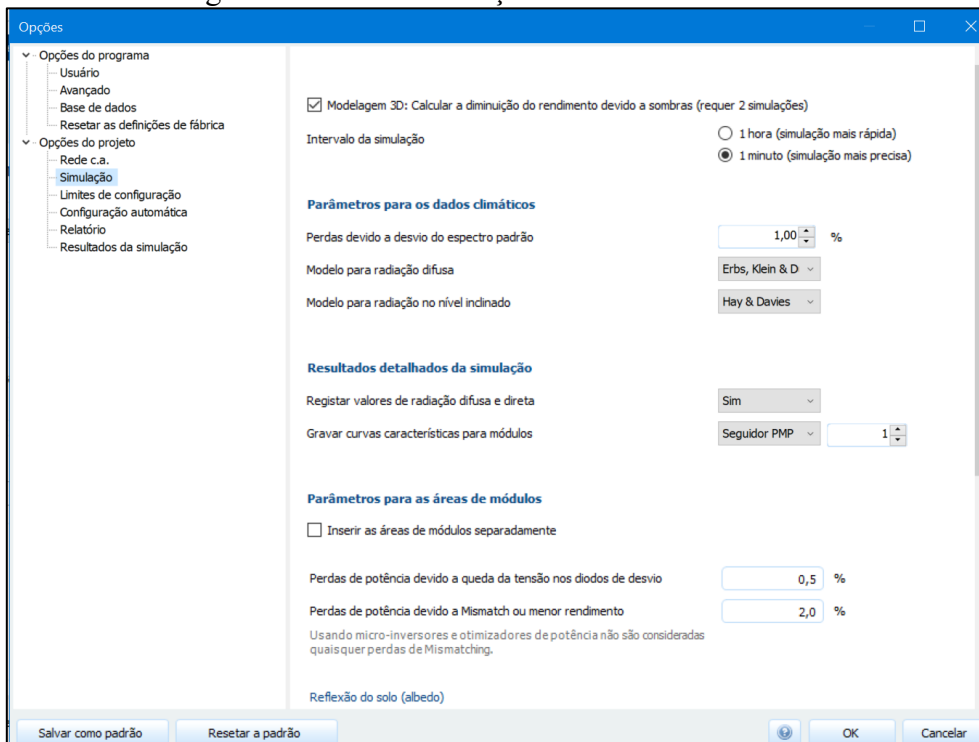 Opções
Opções do programa
Usuário
Avançado
Base de dados
Resetar as definições de fábrica
Opções do projeto
Rede c.a.
Simulação
Limites de configuração
Configuração automática
Relatório
Resultados da simulação
Modelagem 3D: Calcular a diminuição do rendimento devido a sombras (requer 2 simulações)
Intervalo da simulação
1 hora (simulação mais rápida)
1 minuto (simulação mais precisa)
Parâmetros para os dados climáticos
Perdas devido a desvio do espectro padrão 1,00 %
Modelo para radiação difusa Erbs, Klein & D
Modelo para radiação no nível inclinado Hay & Davies
Resultados detalhados da simulação
Registar valores de radiação difusa e direta Sim
Gravar curvas características para módulos Seguidor PMP 1
Parâmetros para as áreas de módulos
Inserir as áreas de módulos separadamente
Perdas de potência devido a queda da tensão nos diodos de desvio 0,5 %
Perdas de potência devido a Mismatch ou menor rendimento 2,0 %
Usando micro-inversores e otimizadores de potência não são consideradas
quaisquer perdas de Mismatching.
Reflexão do solo (albedo)
Salvar como padrão Resetar a padrão OK Cancelar